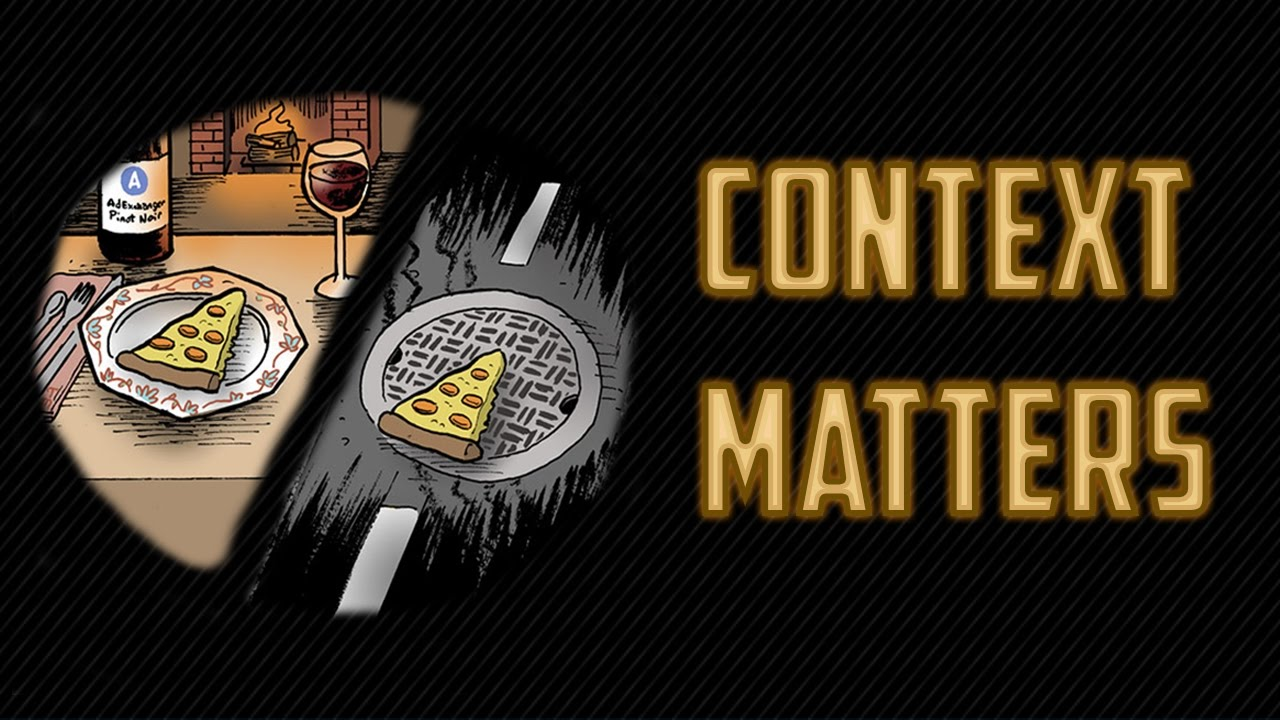 A
AdExchanger
Pinot Noir
CONTEXT
MATTERS